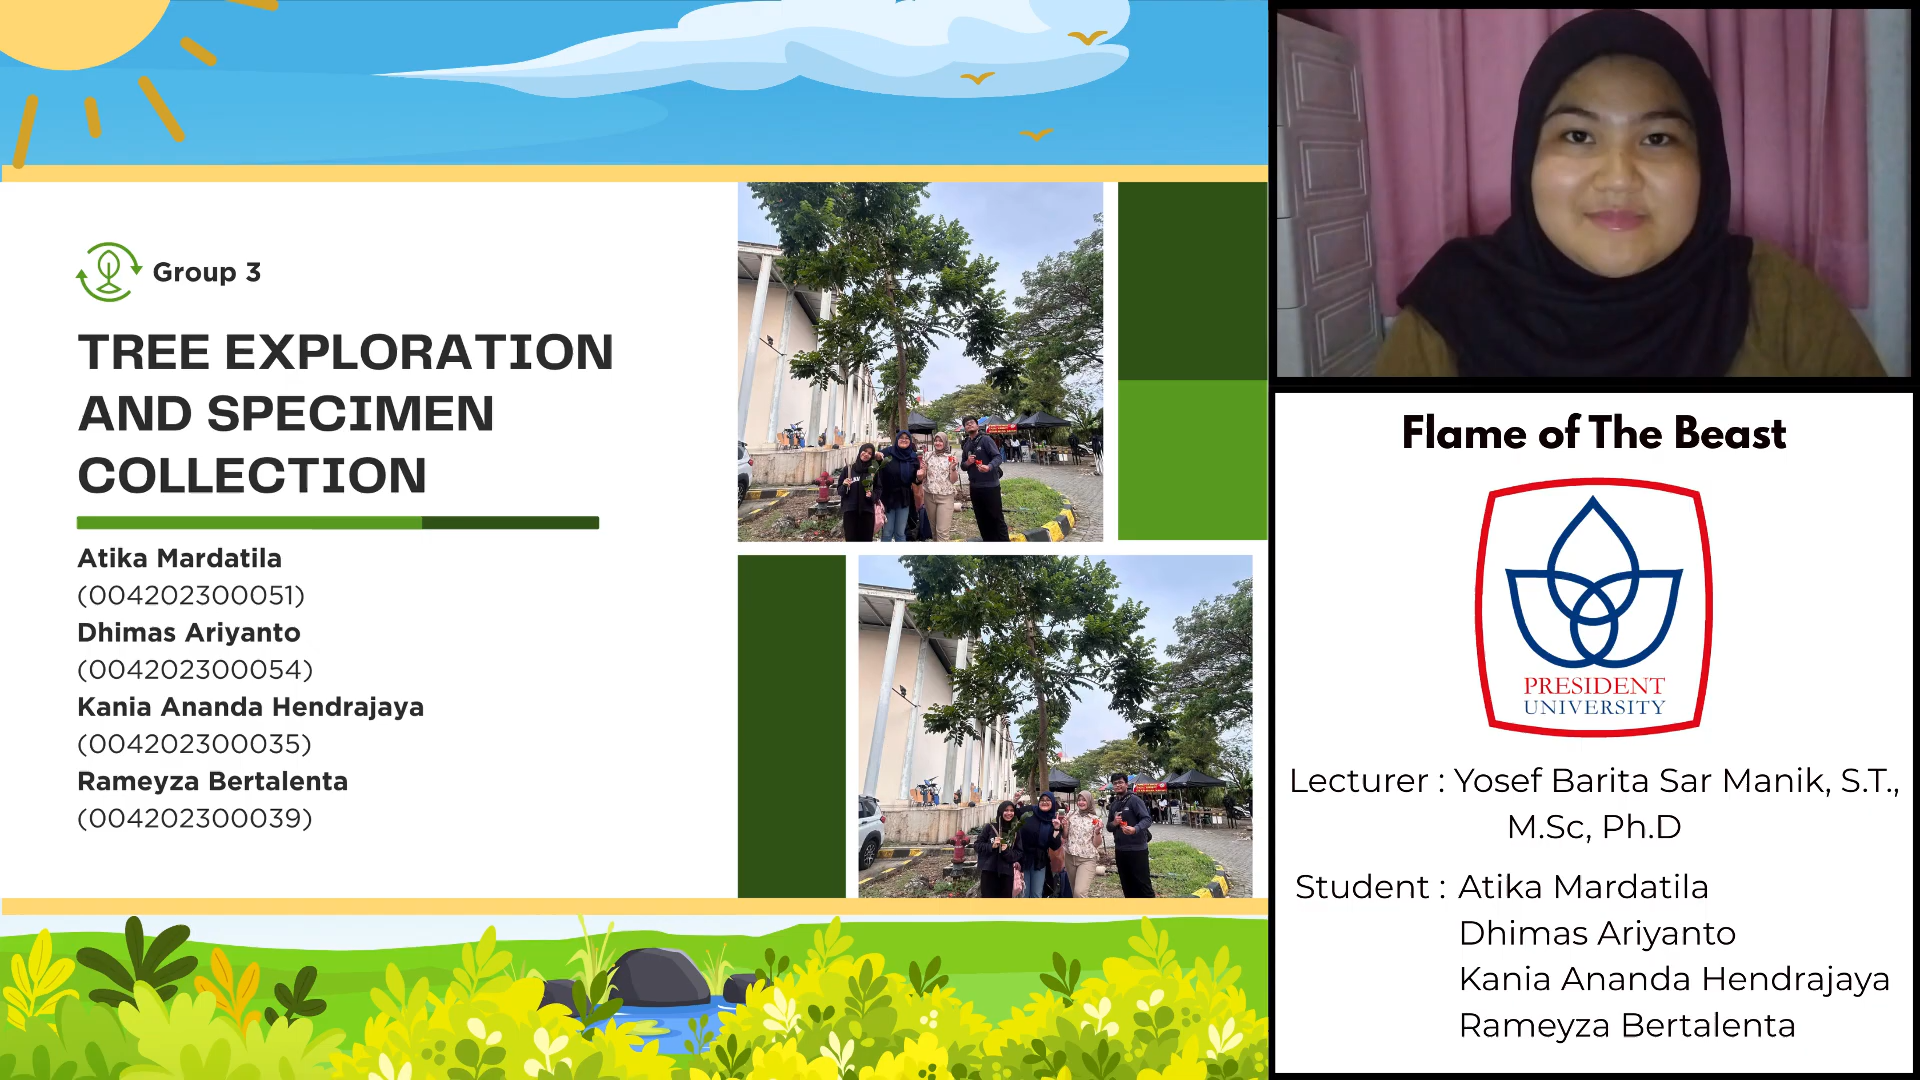 Group 3
TREE EXPLORATION
AND SPECIMEN
COLLECTION
Atika Mardatila
(004202300051)
Dhimas Ariyanto
(004202300054)
Kania Ananda Hendrajaya
(004202300035)
Rameyza Bertalenta
(004202300039)
Flame of The Beast
PRESIDENT
UNIVERSITY
Lecturer : Yosef Barita Sar Manik, S.T.,
M.Sc, Ph.D
Student : Atika Mardatila
Dhimas Ariyanto
Kania Ananda Hendrajaya
Rameyza Bertalenta